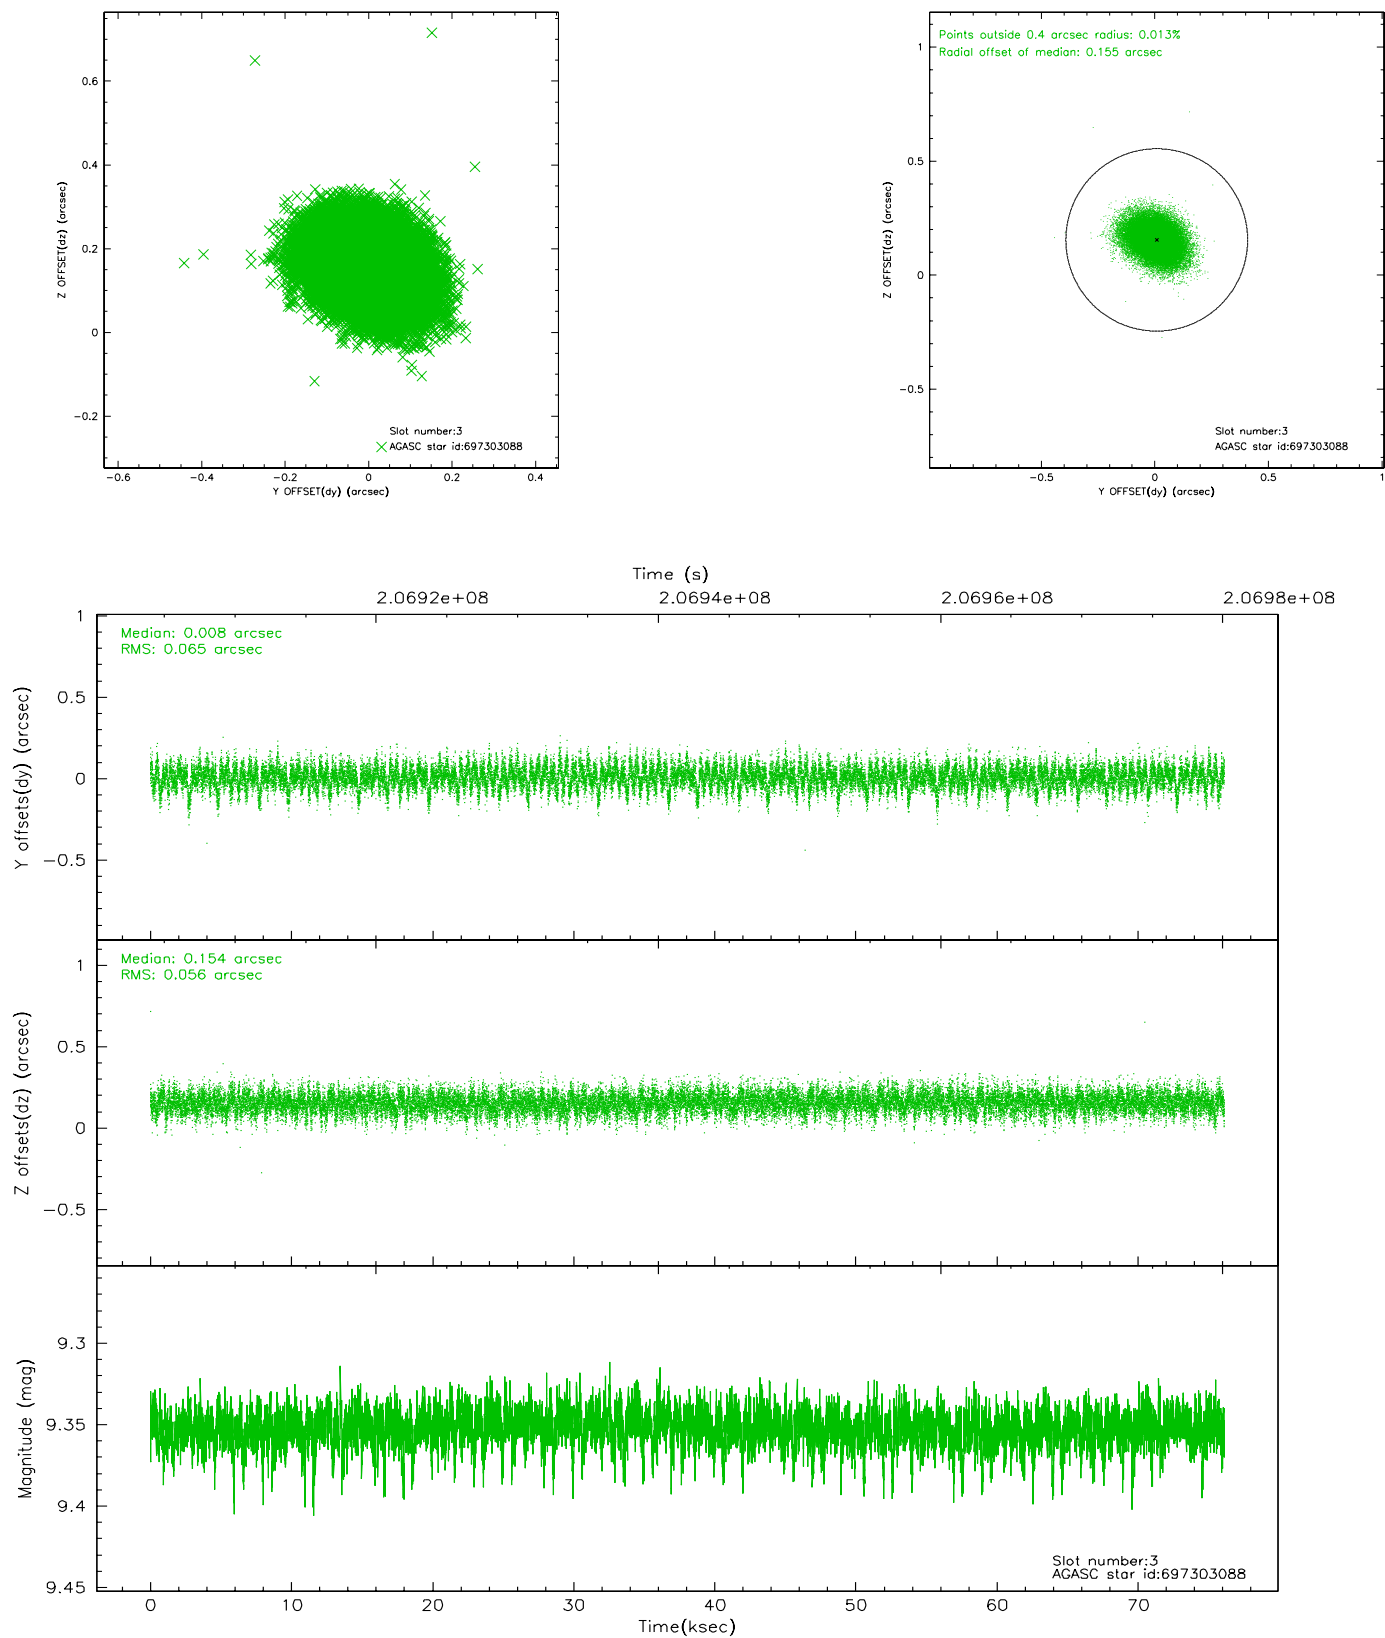 0.6
0.4
0.2
0
−0.2
Z OFFSET(dz) (arcsec)
Slot number:3
AGASC star id:697303088
−0.6 −0.4 −0.2 0 0.2 0.4
Y OFFSET(dy) (arcsec)
Points outside 0.4 arcsec radius: 0.013%
Radial offset of median: 0.155 arcsec
1
0.5
0
−0.5
Z OFFSET(dz) (arcsec)
Slot number:3
AGASC star id:697303088
−0.5 0 0.5 1
Y OFFSET(dy) (arcsec)
Time (s)
2.0692e+08 2.0694e+08 2.0696e+08 2.0698e+08
Median: 0.008 arcsec
RMS: 0.065 arcsec
1
0.5
0
−0.5
Y offsets(dy) (arcsec)
Median: 0.154 arcsec
RMS: 0.056 arcsec
1
0.5
0
−0.5
Z offsets(dz) (arcsec)
9.3
9.35
9.4
9.45
Magnitude (mag)
Slot number:3
AGASC star id:697303088
0 10 20 30 40 50 60 70
Time(ksec)